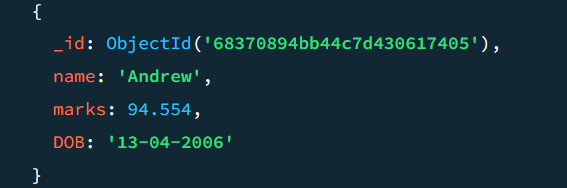 {
_id: ObjectId('68370894bb44c7d430617405'),
name: 'Andrew',
marks: 94.554,
DOB: '13-04-2006'
}